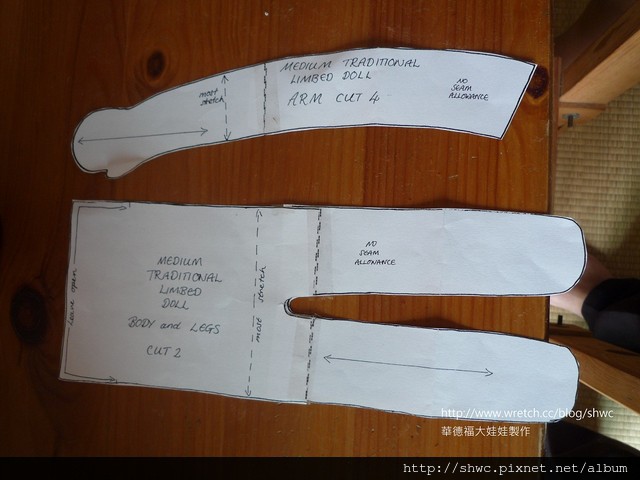 MEDIUM TRADITIONAL
LIMBED DOLL
ARM CUT 4
most
stretch
NO
SEAM
ALLOWANCE
leave open
MEDIUM
TRADITIONAL
LIMBED
DOLL
BODY and LEGS
CUT 2
most stretch
NO
SEAM
ALLOWANCE
http://www.wretch.cc/blog/shwc
華德福大娃娃製作
http://shwc.pixnet.net/album